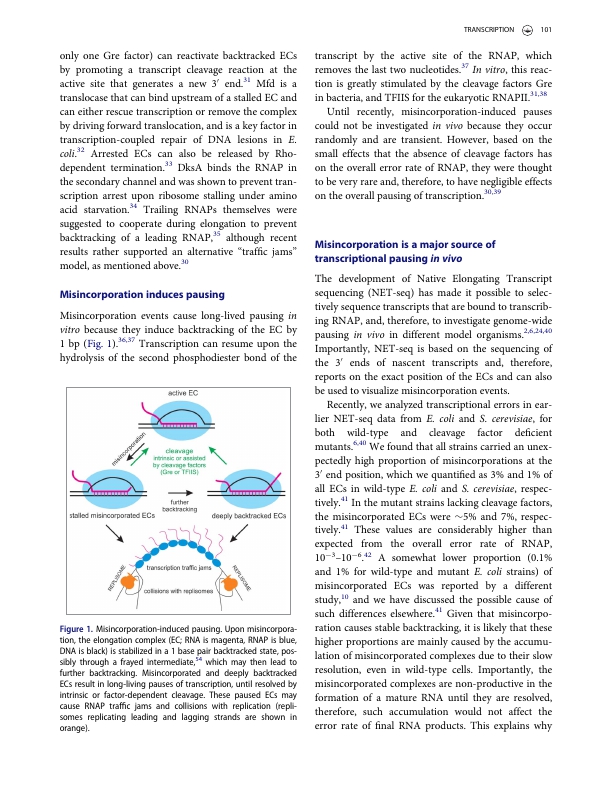 TRANSCRIPTION 101
only one Gre factor) can reactivate backtracked ECs
by promoting a transcript cleavage reaction at the
active site that generates a new 3′ end.31 Mfd is a
translocase that can bind upstream of a stalled EC and
can either rescue transcription or remove the complex
by driving forward translocation, and is a key factor in
transcription-coupled repair of DNA lesions in E.
coli.32 Arrested ECs can also be released by Rho-
dependent termination.33 DksA binds the RNAP in
the secondary channel and was shown to prevent tran-
scription arrest upon ribosome stalling under amino
acid starvation.34 Trailing RNAPs themselves were
suggested to cooperate during elongation to prevent
backtracking of a leading RNAP,35 although recent
results rather supported an alternative “traffic jams”
model, as mentioned above.30
Misincorporation induces pausing
Misincorporation events cause long-lived pausing in
vitro because they induce backtracking of the EC by
1 bp (Fig. 1).36,37 Transcription can resume upon the
hydrolysis of the second phosphodiester bond of the
active EC
misincorporation
cleavage
intrinsic or assisted
by cleavage factors
(Gre or TFIIS)
further
backtracking
stalled misincorporated ECs
deeply backtracked ECs
transcription traffic jams
REPLISOME
REPLISOME
collisions with replisomes
Figure 1. Misincorporation-induced pausing. Upon misincorpora-
tion, the elongation complex (EC; RNA is magenta, RNAP is blue,
DNA is black) is stabilized in a 1 base pair backtracked state, pos-
sibly through a frayed intermediate,54 which may then lead to
further backtracking. Misincorporated and deeply backtracked
ECs result in long-living pauses of transcription, until resolved by
intrinsic or factor-dependent cleavage. These paused ECs may
cause RNAP traffic jams and collisions with replication (repli-
somes replicating leading and lagging strands are shown in
orange).
transcript by the active site of the RNAP, which
removes the last two nucleotides.37 In vitro, this reac-
tion is greatly stimulated by the cleavage factors Gre
in bacteria, and TFIIS for the eukaryotic RNAPII.31,38
Until recently, misincorporation-induced pauses
could not be investigated in vivo because they occur
randomly and are transient. However, based on the
small effects that the absence of cleavage factors has
on the overall error rate of RNAP, they were thought
to be very rare and, therefore, to have negligible effects
on the overall pausing of transcription.30,39
Misincorporation is a major source of
transcriptional pausing in vivo
The development of Native Elongating Transcript
sequencing (NET-seq) has made it possible to selec-
tively sequence transcripts that are bound to transcrib-
ing RNAP, and, therefore, to investigate genome-wide
pausing in vivo in different model organisms.2,6,24,40
Importantly, NET-seq is based on the sequencing of
the 3′ ends of nascent transcripts and, therefore,
reports on the exact position of the ECs and can also
be used to visualize misincorporation events.
Recently, we analyzed transcriptional errors in ear-
lier NET-seq data from E. coli and S. cerevisiae, for
both wild-type and cleavage factor deficient
mutants.6,40 We found that all strains carried an unex-
pectedly high proportion of misincorporations at the
3′ end position, which we quantified as 3% and 1% of
all ECs in wild-type E. coli and S. cerevisiae, respec-
tively.41 In the mutant strains lacking cleavage factors,
the misincorporated ECs were ∼5% and 7%, respec-
tively.41 These values are considerably higher than
expected from the overall error rate of RNAP,
10−3–10−6.42 A somewhat lower proportion (0.1%
and 1% for wild-type and mutant E. coli strains) of
misincorporated ECs was reported by a different
study,10 and we have discussed the possible cause of
such differences elsewhere.41 Given that misincorpo-
ration causes stable backtracking, it is likely that these
higher proportions are mainly caused by the accumu-
lation of misincorporated complexes due to their slow
resolution, even in wild-type cells. Importantly, the
misincorporated complexes are non-productive in the
formation of a mature RNA until they are resolved,
therefore, such accumulation would not affect the
error rate of final RNA products. This explains why